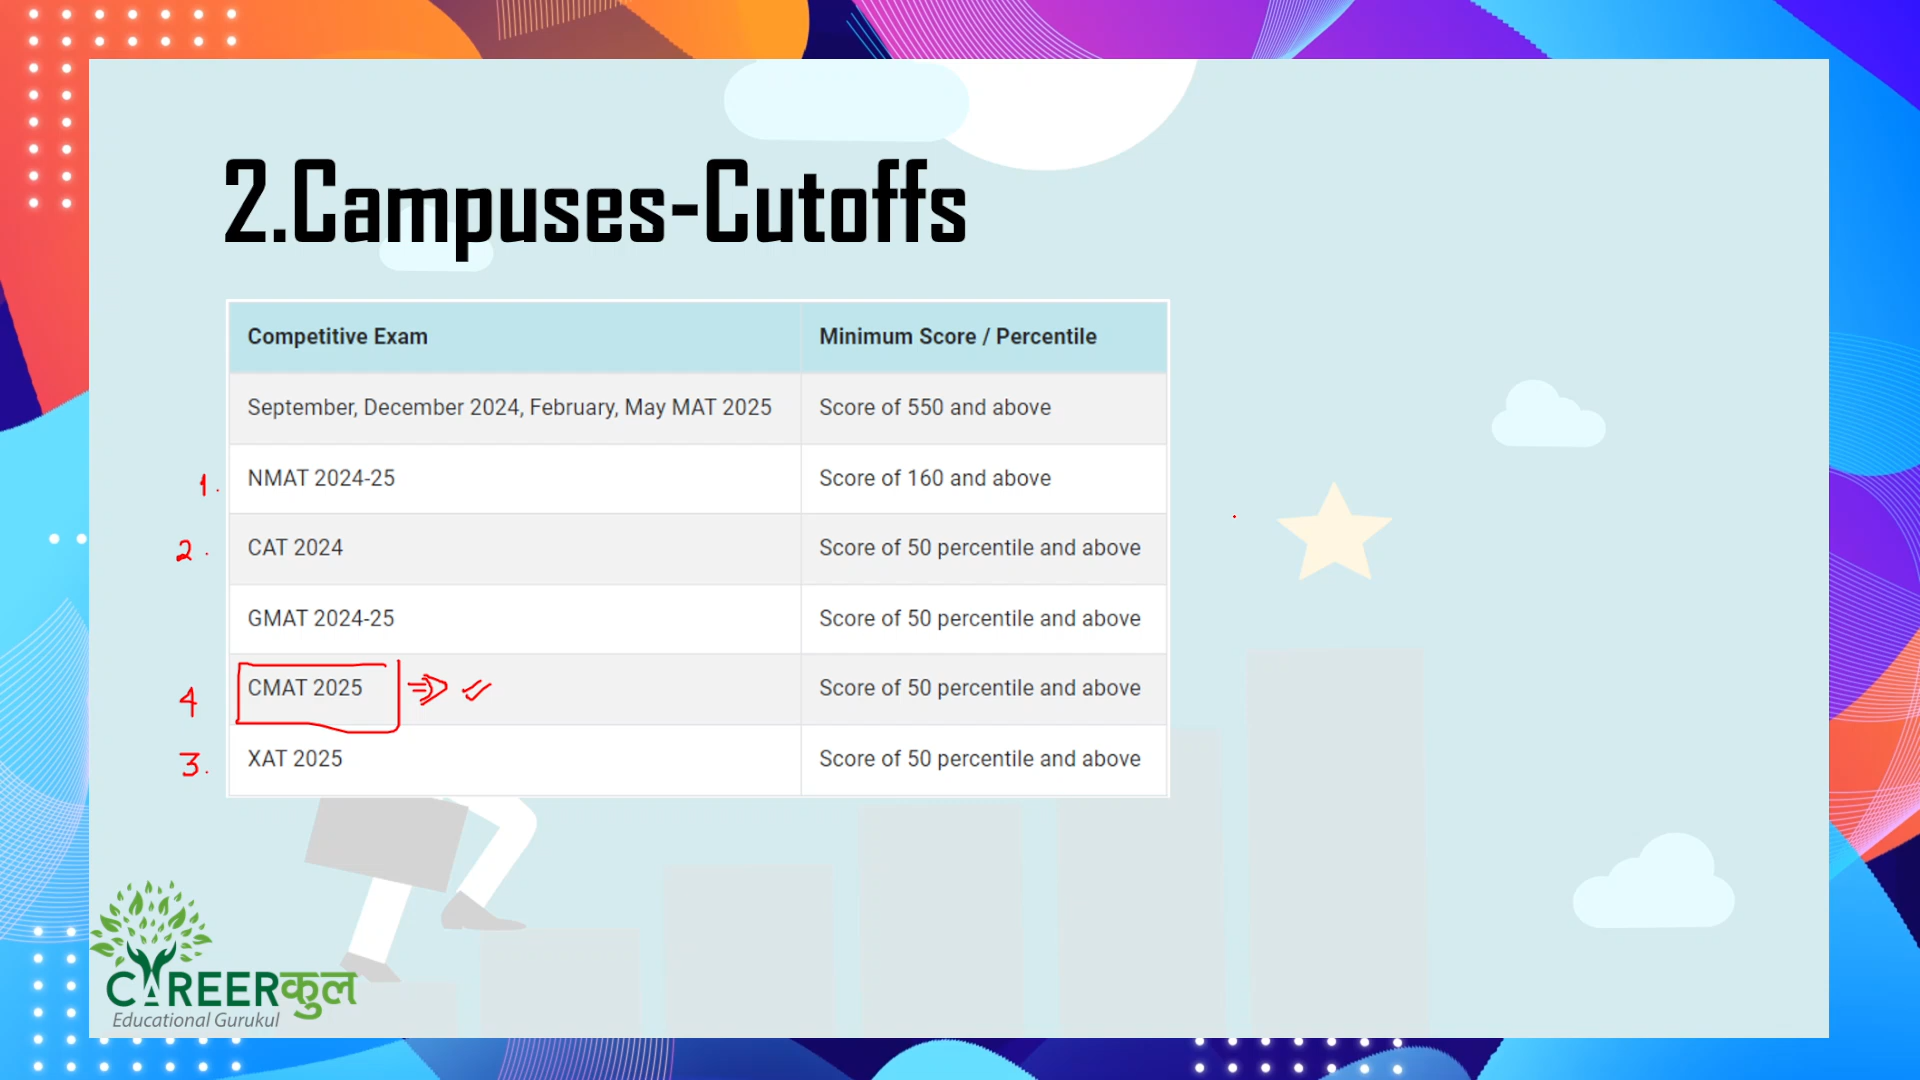 2.Campuses-Cutoffs
Competitive Exam Minimum Score / Percentile
September, December 2024, February, May MAT 2025 Score of 550 and above
1. NMAT 2024-25 Score of 160 and above
2. CAT 2024 Score of 50 percentile and above
GMAT 2024-25 Score of 50 percentile and above
4 CMAT 2025 Score of 50 percentile and above
3. XAT 2025 Score of 50 percentile and above
CAREERकुल
Educational Gurukul